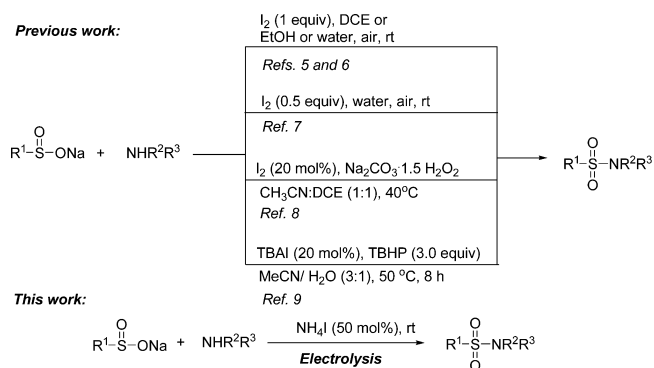 Previous work:
I2 (1 equiv), DCE or
EtOH or water, air, rt
Refs. 5 and 6
I2 (0.5 equiv), water, air, rt
Ref. 7
O
R1-S-ONa + NHR2R3
I2 (20 mol%), Na2CO3·1.5 H2O2
CH3CN:DCE (1:1), 40°C
Ref. 8
O
R1-S-NR2R3
O
TBAI (20 mol%), TBHP (3.0 equiv)
MeCN/ H2O (3:1), 50 °C, 8 h
Ref. 9
This work:
O
R1-S-ONa + NHR2R3
NH4I (50 mol%), rt
Electrolysis
O
R1-S-NR2R3
O